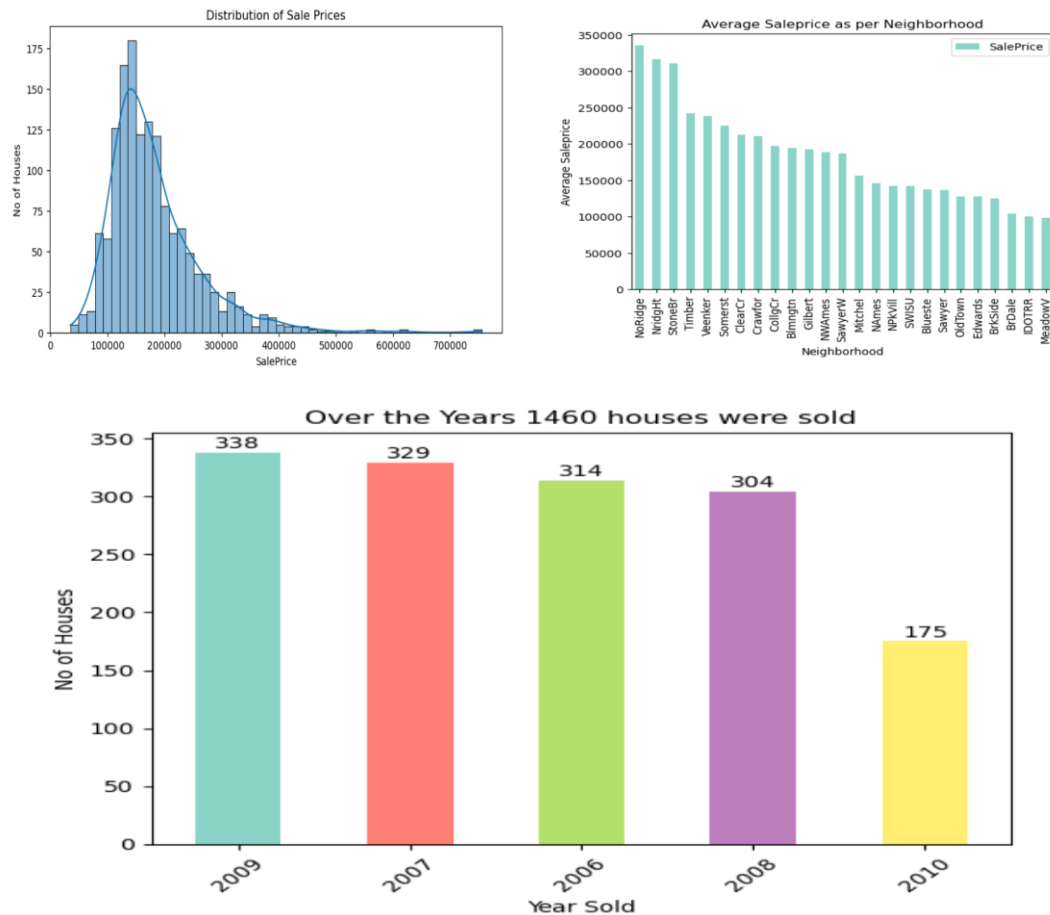 Distribution of Sale Prices
175
150
125
100
75
50
25
0
No of Houses
0 100000 200000 300000 400000 500000 600000 700000
SalePrice
Average Saleprice as per Neighborhood
SalePrice
350000
300000
250000
200000
150000
100000
50000
0
Average Saleprice
NoRidge
NridgHt
StoneBr
Timber
Veenker
Somerst
ClearCr
Crawfor
CollgCr
Blmngtn
Gilbert
NWAmes
SawyerW
Mitchel
NAmes
NPkVill
SWISU
Blueste
Sawyer
OldTown
Edwards
BrkSide
BrDale
IDOTRR
MeadowV
Neighborhood
Over the Years 1460 houses were sold
350
300
250
200
150
100
50
0
No of Houses
338
329
314
304
175
2009
2007
2006
2008
2010
Year Sold